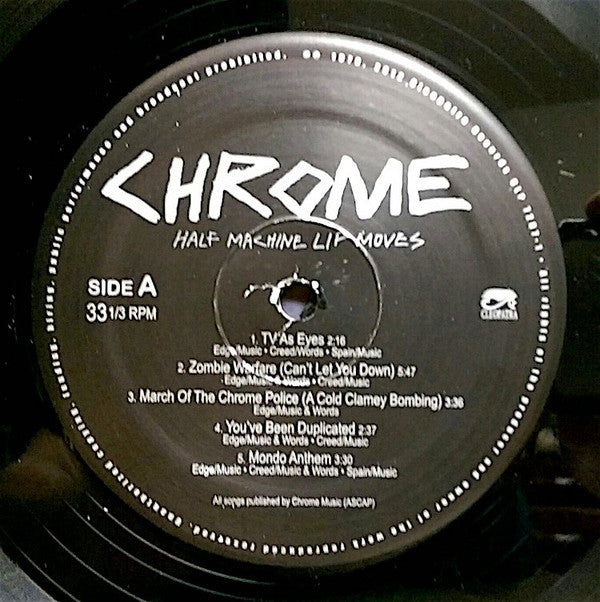 CHROME
HALF MACHINE LIP MOVES
SIDE A
33 1/3 RPM
CLEOPATRA
1. TV As Eyes 2:16
Edge/Music • Creed/Words • Spain/Music
2. Zombie Warfare (Can't Let You Down) 5:47
Edge/Music & Words • Creed/Music
3. March Of The Chrome Police (A Cold Clamey Bombing) 3:36
Edge/Music & Words
4. You've Been Duplicated 2:37
Edge/Music & Words • Creed/Music
5. Mondo Anthem 3:30
Edge/Music • Creed/Music & Words • Spain/Music
All songs published by Chrome Music (ASCAP)
and broadcast prohibited.